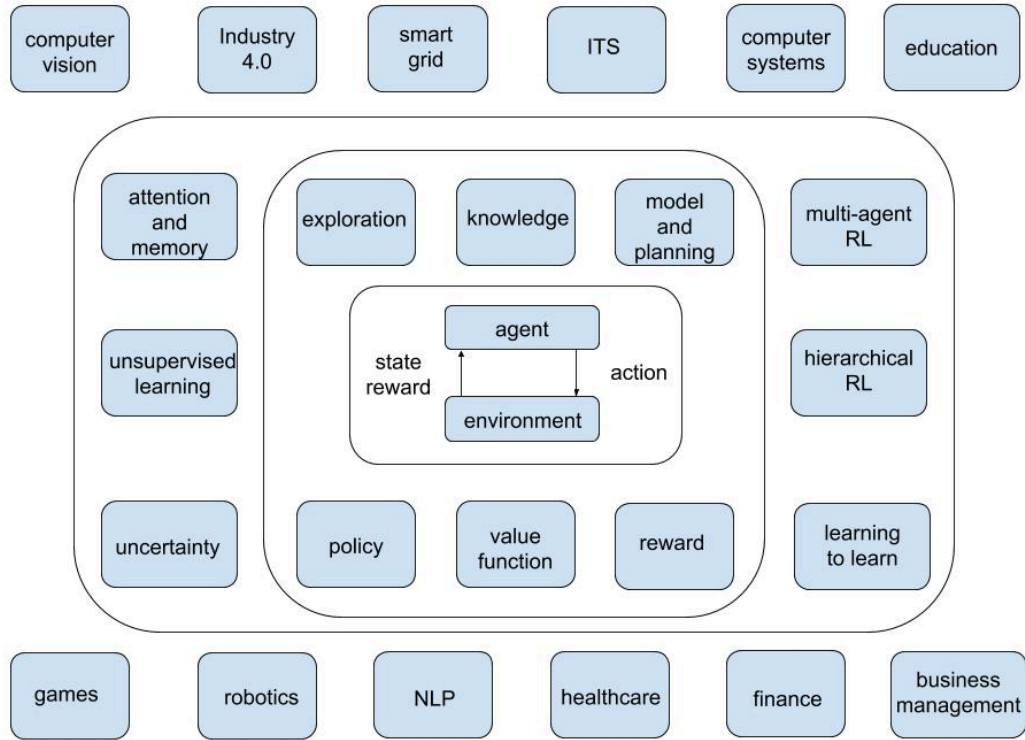 computer
vision
Industry
4.0
smart
grid
ITS
computer
systems
education
attention
and
memory
exploration
knowledge
model
and
planning
multi-agent
RL
unsupervised
learning
agent
state
reward
action
environment
hierarchical
RL
uncertainty
policy
value
function
reward
learning
to learn
games
robotics
NLP
healthcare
finance
business
management